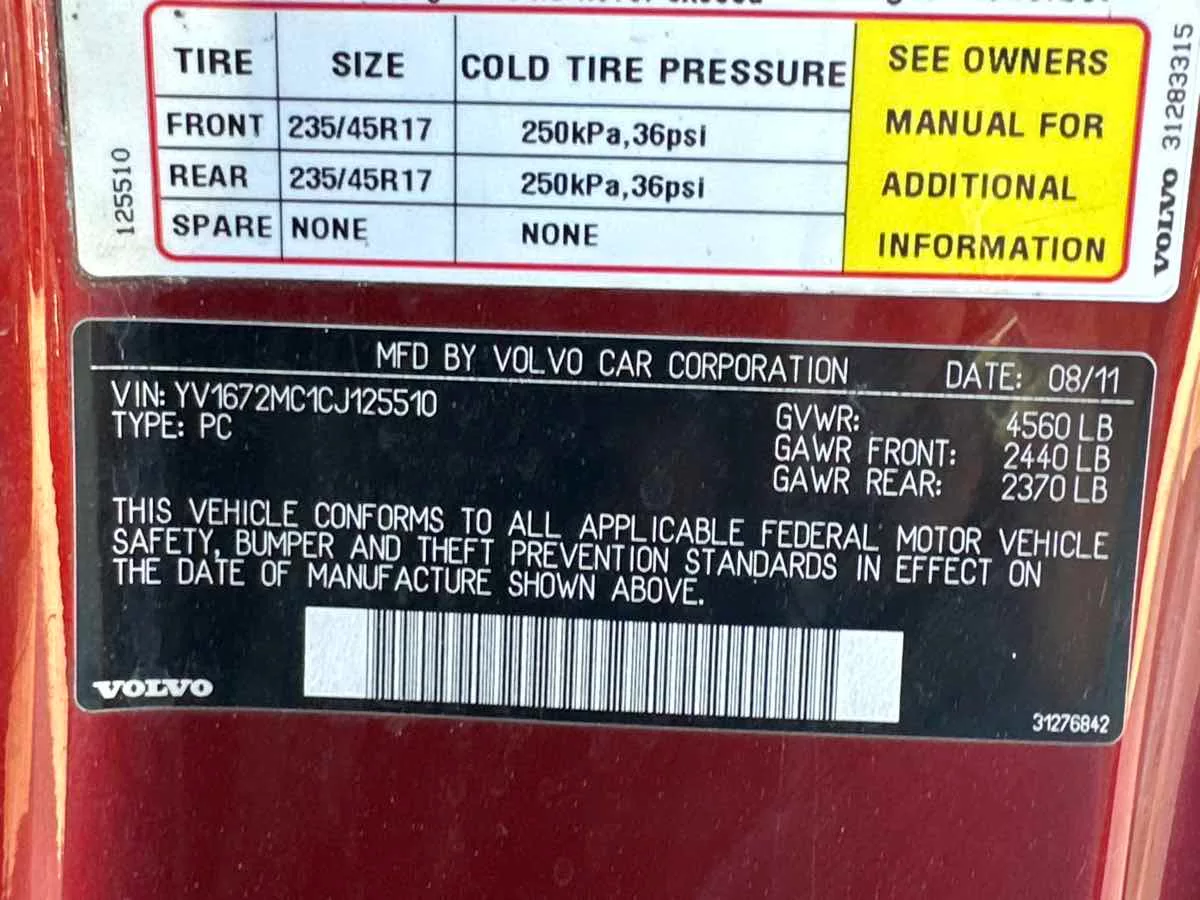 TIRE SIZE COLD TIRE PRESSURE SEE OWNERS
FRONT 235/45R17 250kPa,36psi MANUAL FOR
REAR 235/45R17 250kPa,36psi ADDITIONAL
SPARE NONE NONE INFORMATION
125510
VOLVO 31283315
MFD BY VOLVO CAR CORPORATION DATE: 08/11
VIN: YV1672MC1CJ125510 GVWR: 4560 LB
TYPE: PC GAWR FRONT: 2440 LB
GAWR REAR: 2370 LB
THIS VEHICLE CONFORMS TO ALL APPLICABLE FEDERAL MOTOR VEHICLE
SAFETY, BUMPER AND THEFT PREVENTION STANDARDS IN EFFECT ON
THE DATE OF MANUFACTURE SHOWN ABOVE.
VOLVO
31276842